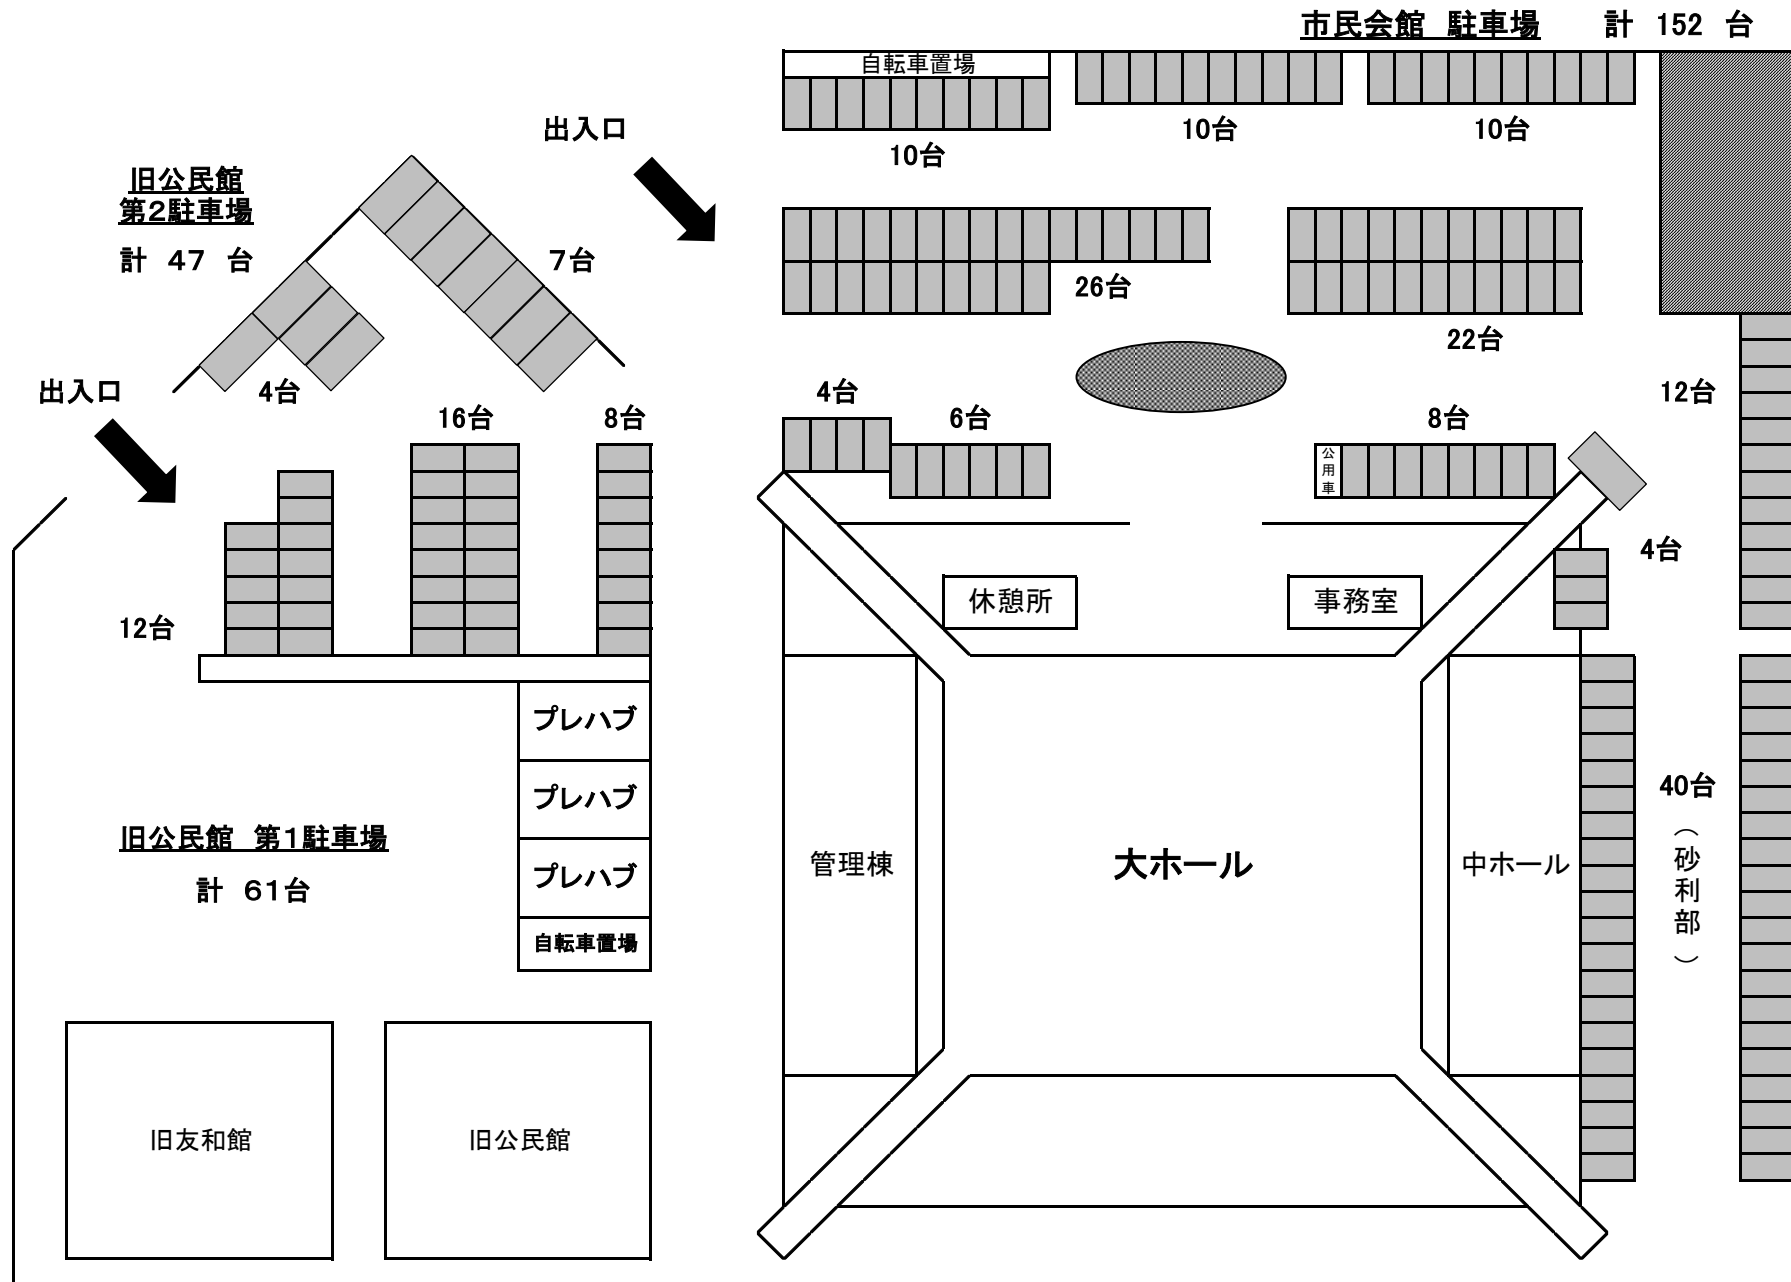 市民会館 駐車場 計 152 台
自転車置場
10台
10台
10台
出入口
旧公民館
第2駐車場
計 47 台
7台
26台
22台
出入口
4台
16台
8台
4台
6台
8台
12台
公用車
4台
12台
休憩所
事務室
プレハブ
プレハブ
プレハブ
自転車置場
旧公民館 第1駐車場
計 61台
管理棟
大ホール
中ホール
40台
（砂利部）
旧友和館
旧公民館